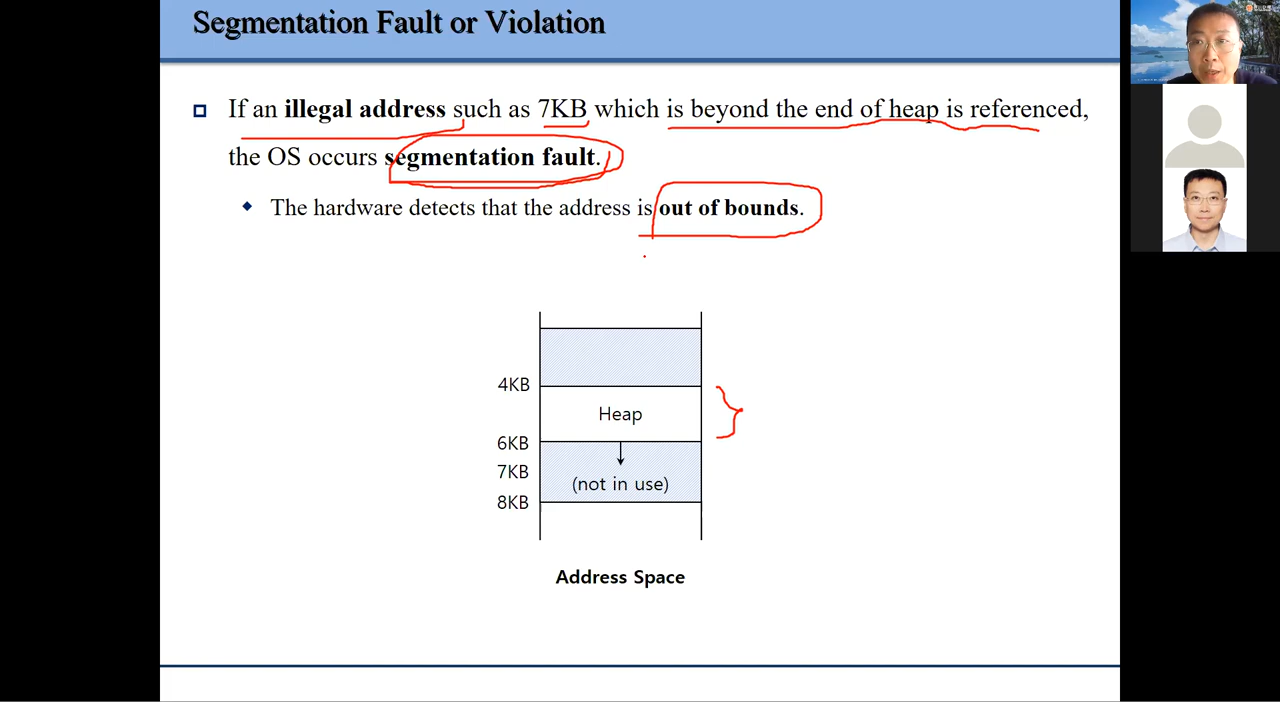 Segmentation Fault or Violation
If an illegal address such as 7KB which is beyond the end of heap is referenced,
the OS occurs segmentation fault.
The hardware detects that the address is out of bounds.
4KB
Heap
6KB
7KB
(not in use)
8KB
Address Space